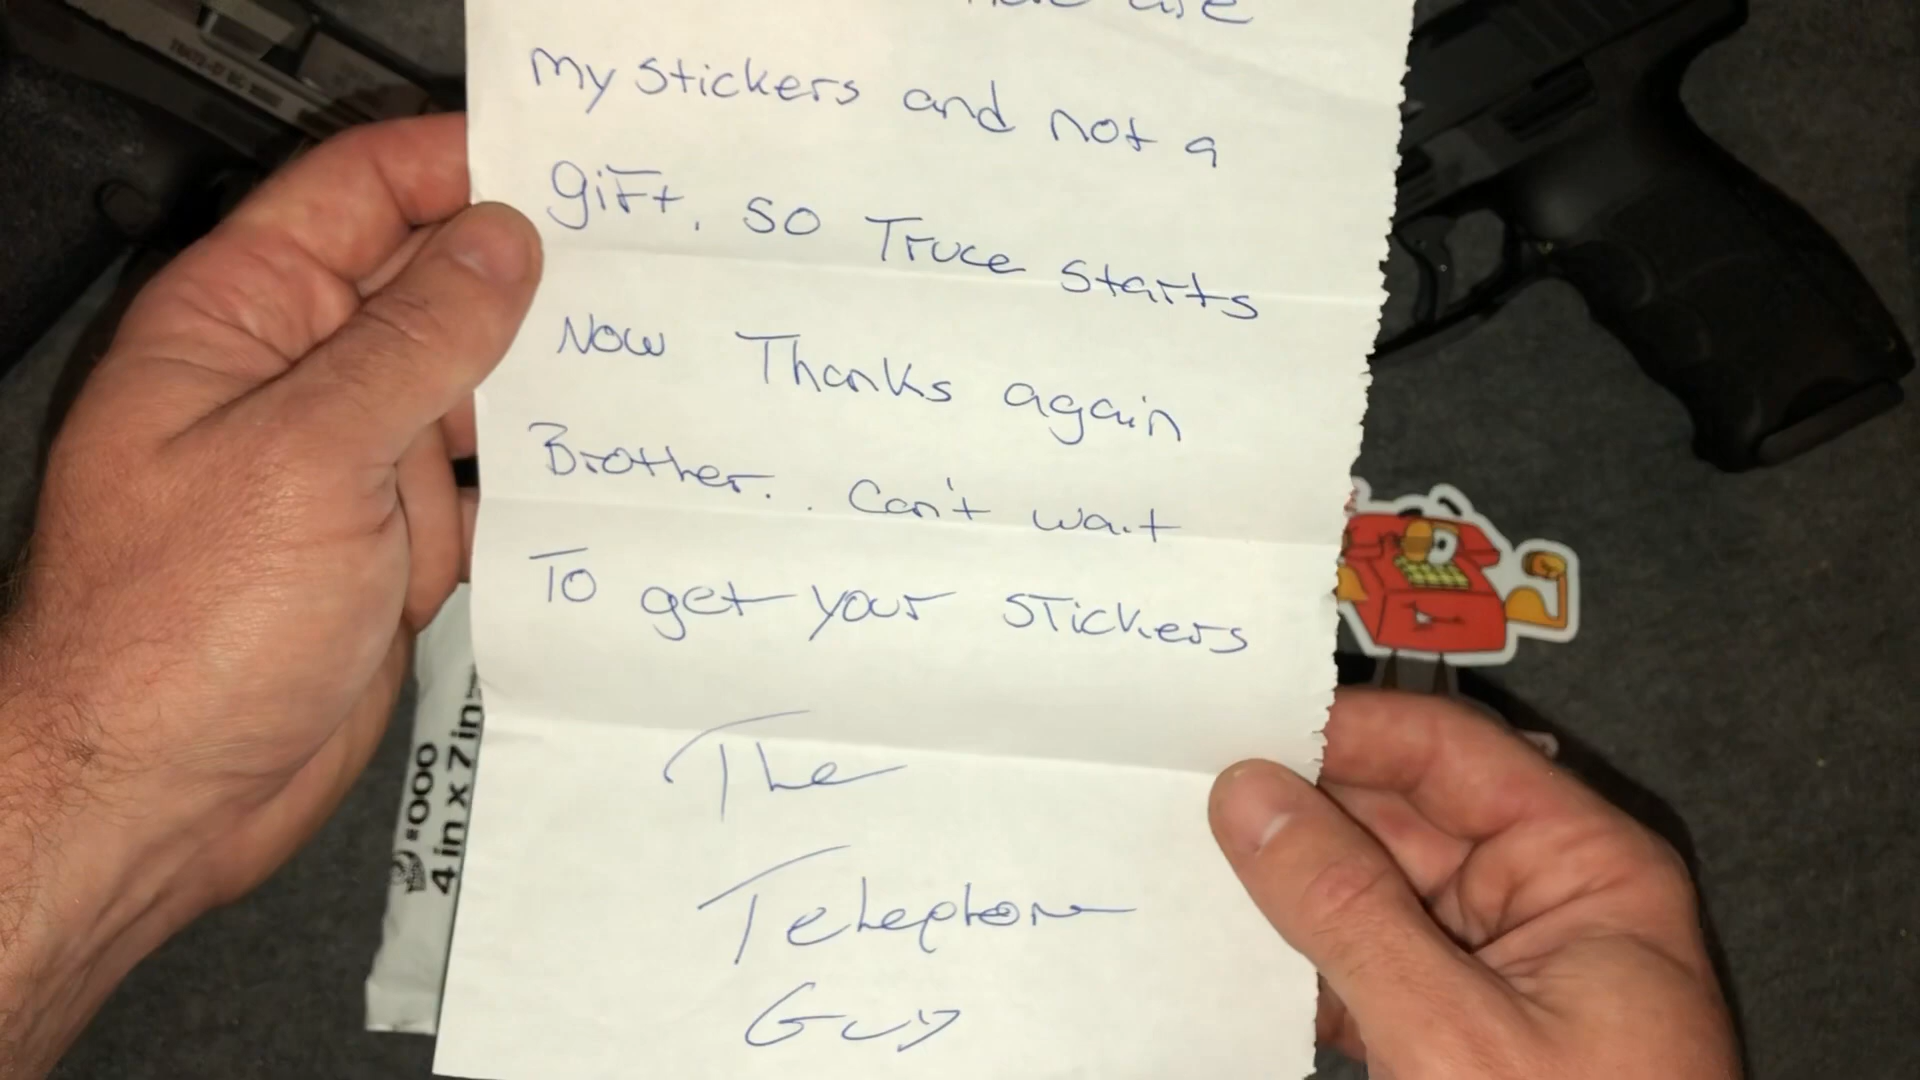 my stickers and not a
gift, so Truce starts
Now Thanks again
Brother.. Can't wait
To get your stickers
The
Telephone
Guy
#000
4 in x 7 in